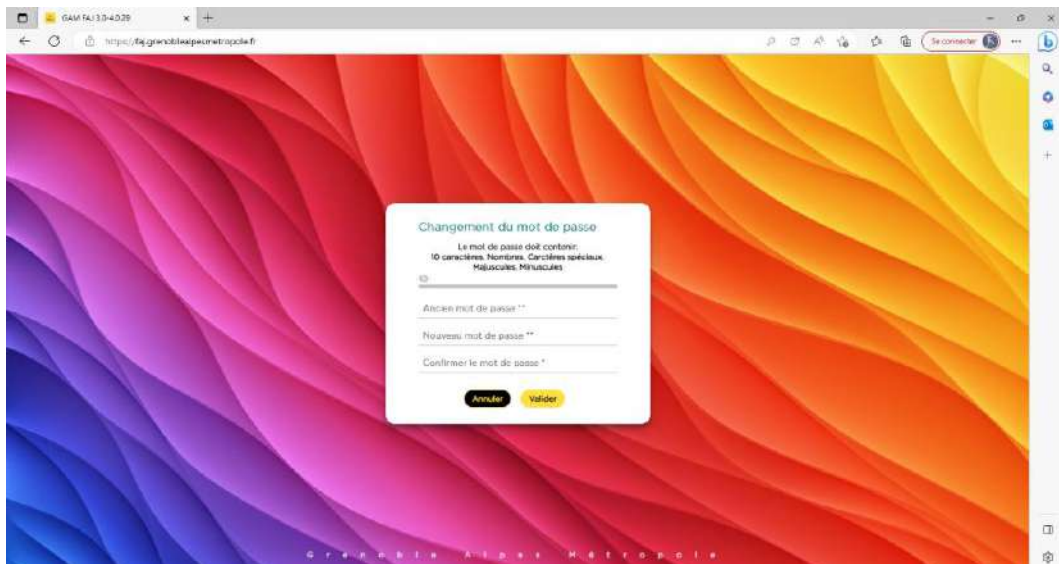 GAM FAJ 3.0-4.0.29
https://faj.grenoblealpesmetropole.fr
Se connecter
Changement du mot de passe
Le mot de passe doit contenir:
10 caractères, Nombres, Carctères spéciaux,
Majuscules, Minuscules
Ancien mot de passe **
Nouveau mot de passe **
Confirmer le mot de passe *
Annuler Valider
Grenoble Alpes Métropole